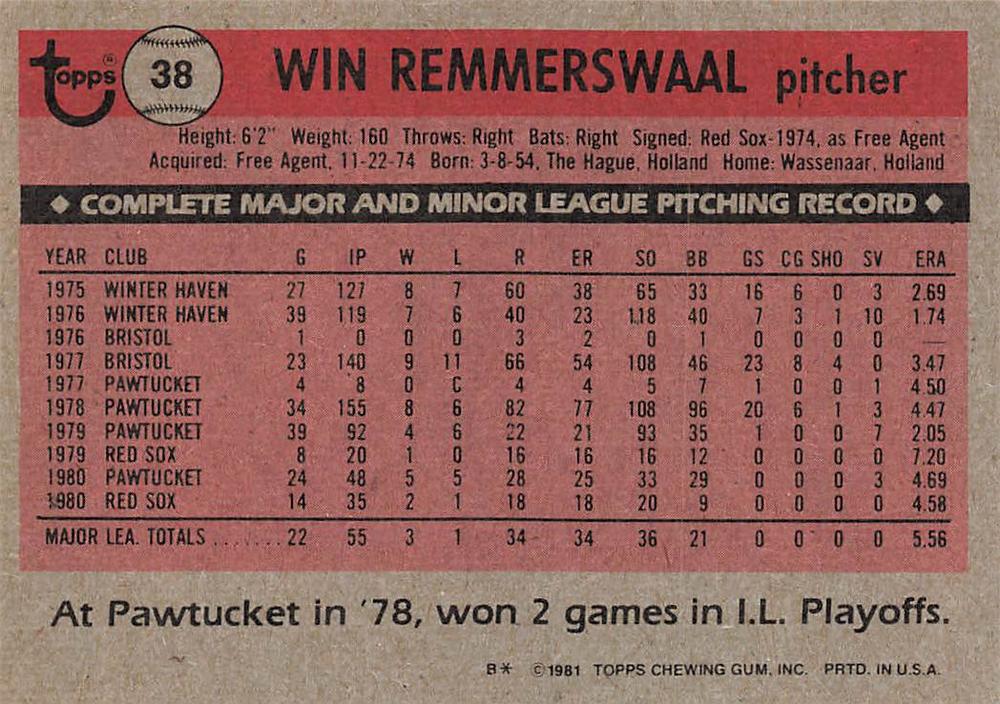 Topps® 38 WIN REMMERSWAAL pitcher
Height: 6'2" Weight: 160 Throws: Right Bats: Right Signed: Red Sox-1974, as Free Agent
Acquired: Free Agent, 11-22-74 Born: 3-8-54, The Hague, Holland Home: Wassenaar, Holland
◆ COMPLETE MAJOR AND MINOR LEAGUE PITCHING RECORD ◆
YEAR CLUB G IP W L R ER SO BB GS CG SHO SV ERA
1975 WINTER HAVEN 27 127 8 7 60 38 65 33 16 6 0 3 2.69
1976 WINTER HAVEN 39 119 7 6 40 23 118 40 7 3 1 10 1.74
1976 BRISTOL 1 0 0 0 3 2 0 1 0 0 0 0 —
1977 BRISTOL 23 140 9 11 66 54 108 46 23 8 4 0 3.47
1977 PAWTUCKET 4 8 0 0 4 4 5 7 1 0 0 1 4.50
1978 PAWTUCKET 34 155 8 6 82 77 108 96 20 6 1 3 4.47
1979 PAWTUCKET 39 92 4 6 22 21 93 35 1 0 0 7 2.05
1979 RED SOX 8 20 1 0 16 16 16 12 0 0 0 0 7.20
1980 PAWTUCKET 24 48 5 5 28 25 33 29 0 0 0 3 4.69
1980 RED SOX 14 35 2 1 18 18 20 9 0 0 0 0 4.58
MAJOR LEA. TOTALS ....... 22 55 3 1 34 34 36 21 0 0 0 0 5.56
At Pawtucket in '78, won 2 games in I.L. Playoffs.
B* ©1981 TOPPS CHEWING GUM, INC. PRTD. IN U.S.A.